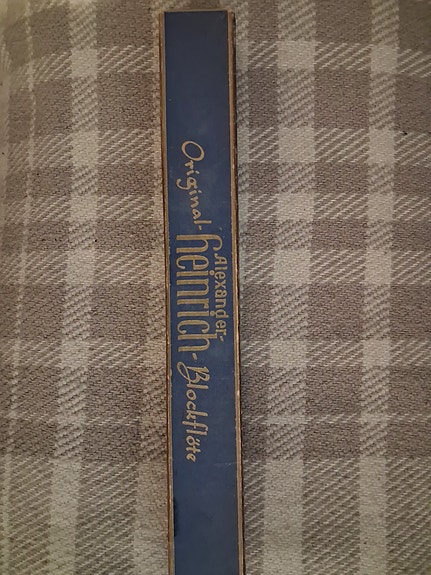 Original-
Alexander-
Heinrich-
Blockflöte